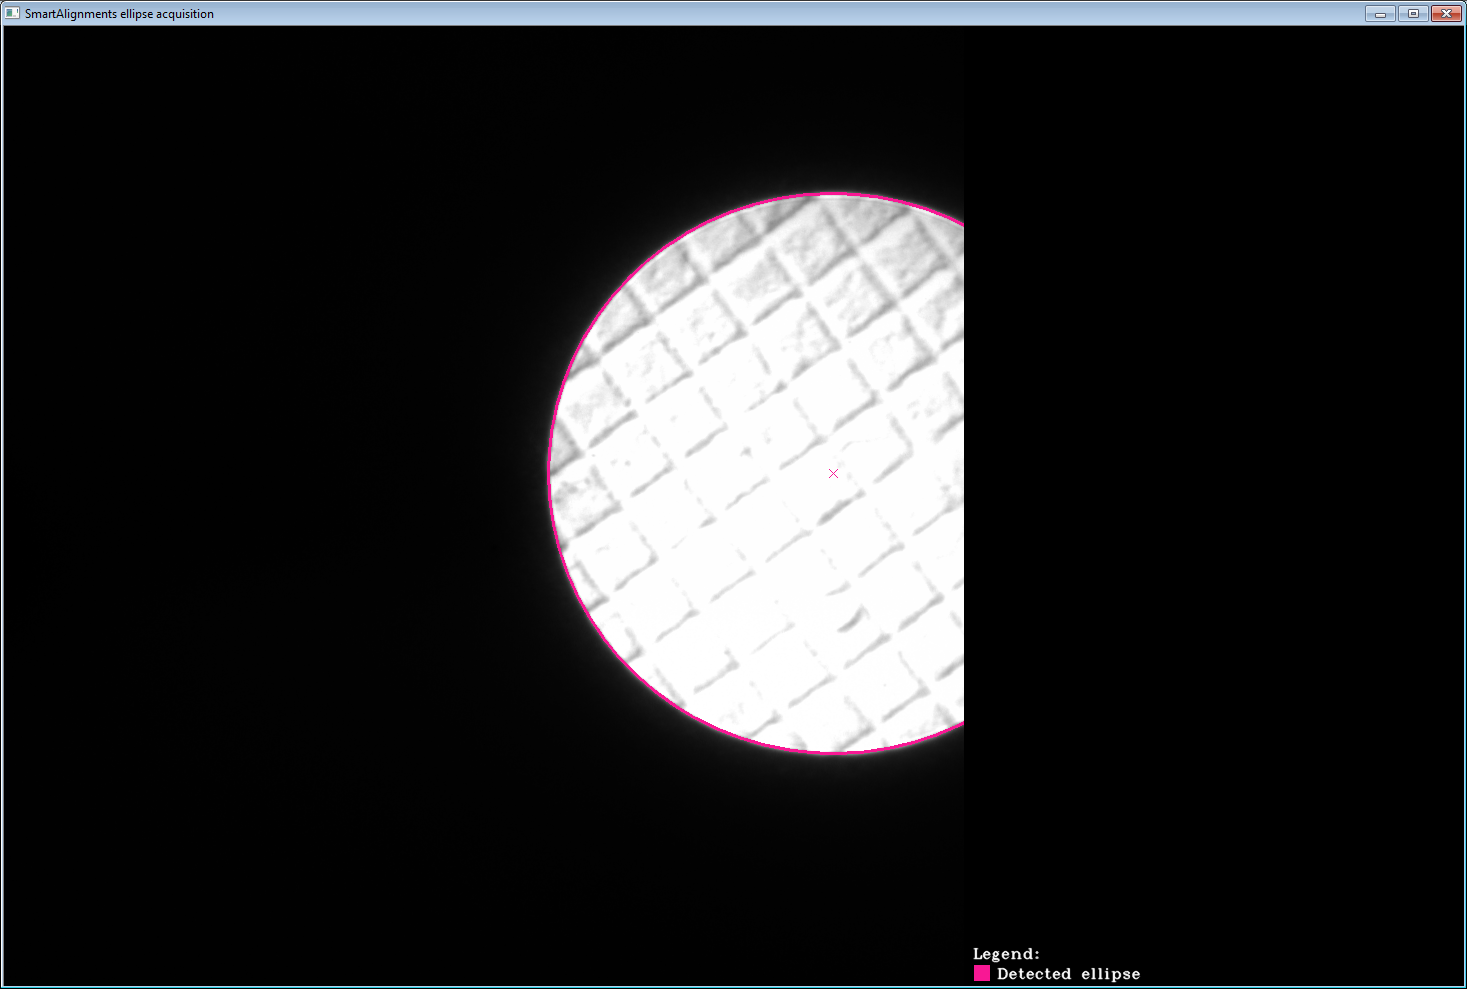 SmartAlignments ellipse acquisition
Legend:
Detected ellipse